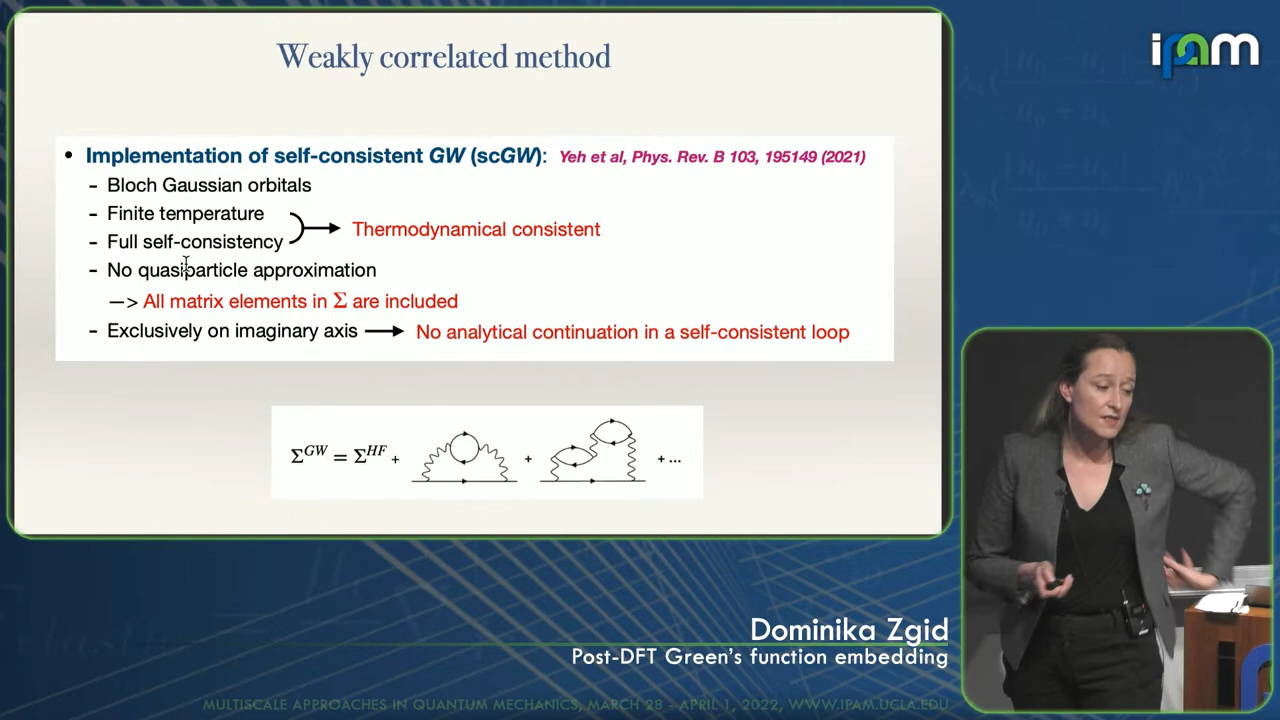 Weakly correlated method
ipam
• Implementation of self-consistent GW (scGW): Yeh et al, Phys. Rev. B 103, 195149 (2021)
- Bloch Gaussian orbitals
- Finite temperature
Thermodynamical consistent
- Full self-consistency
- No quasiparticle approximation
—> All matrix elements in Σ are included
- Exclusively on imaginary axis → No analytical continuation in a self-consistent loop
Σ^GW = Σ^HF + + + ...
Dominika Zgid
Post-DFT Green's function embedding
MULTISCALE APPROACHES IN QUANTUM MECHANICS, MARCH 28 - APRIL 1, 2022, WWW.IPAM.UCLA.EDU